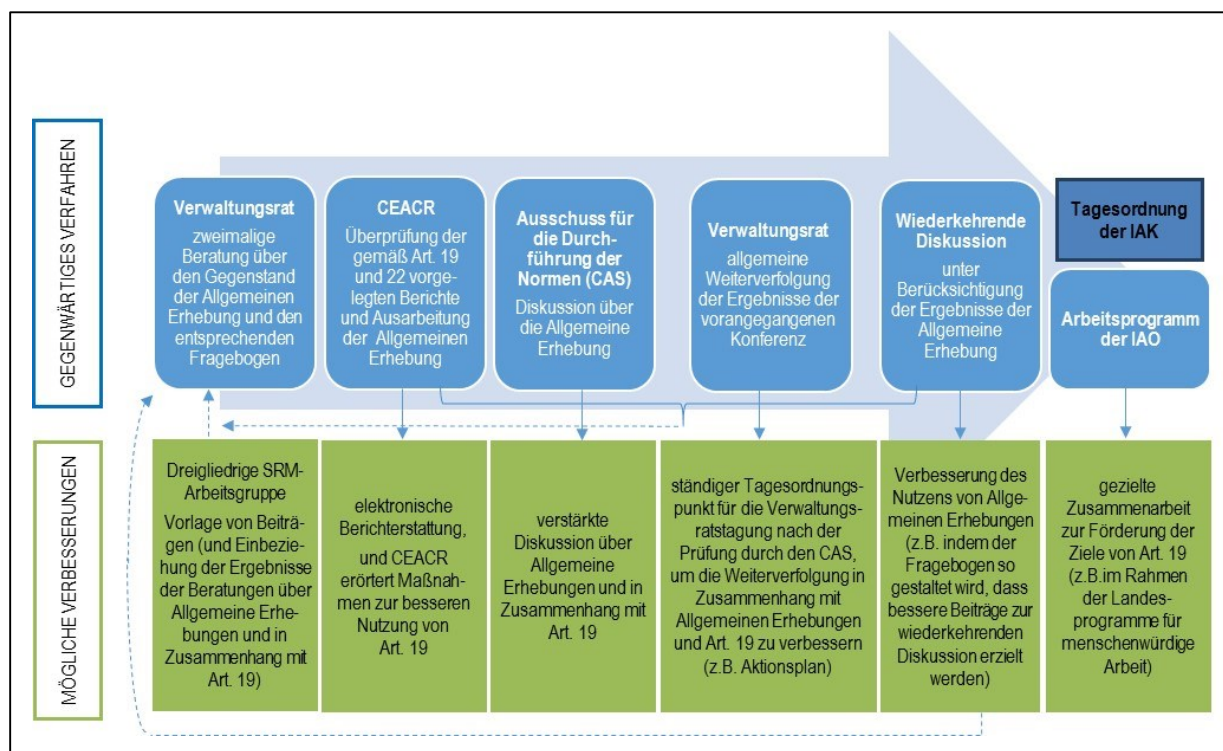 GEGENWÄRTIGES VERFAHREN
Verwaltungsrat
zweimalige
Beratung über
den Gegenstand
der Allgemeinen
Erhebung und den
entsprechenden
Fragebogen
CEACR
Überprüfung der
gemäß Art. 19
und 22 vorge-
legten Berichte
und Ausarbeitung
der Allgemeinen
Erhebung
Ausschuss für
die Durch-
führung der
Normen (CAS)
Diskussion über
die Allgemeine
Erhebung
Verwaltungsrat
allgemeine
Weiterverfolgung
der Ergebnisse der
vorangegangenen
Konferenz
Wiederkehrende
Diskussion
unter
Berücksichtigung
der Ergebnisse der
Allgemeine
Erhebung
Tagesordnung
der IAK
Arbeitsprogramm
der IAO
MÖGLICHE VERBESSERUNGEN
Dreigliedrige SRM-
Arbeitsgruppe
Vorlage von Beiträ-
gen (und Einbezie-
hung der Ergebnisse
der Beratungen über
Allgemeine Erhe-
bungen und in
Zusammenhang mit
Art. 19)
elektronische
Berichterstattung,
und CEACR
erörtert Maßnah-
men zur besseren
Nutzung von
Art. 19
verstärkte
Diskussion über
Allgemeine
Erhebungen und in
Zusammenhang mit
Art. 19
ständiger Tagesordnungs-
punkt für die Verwaltungs-
ratstagung nach der
Prüfung durch den CAS,
um die Weiterverfolgung in
Zusammenhang mit
Allgemeinen Erhebungen
und Art. 19 zu verbessern
(z.B. Aktionsplan)
Verbesserung des
Nutzens von Allge-
meinen Erhebungen
(z.B. indem der
Fragebogen so
gestaltet wird, dass
bessere Beiträge zur
wiederkehrenden
Diskussion erzielt
werden)
gezielte
Zusammenarbeit
zur Förderung der
Ziele von Art. 19
(z.B.im Rahmen
der Landes-
programme für
menschenwürdige
Arbeit)